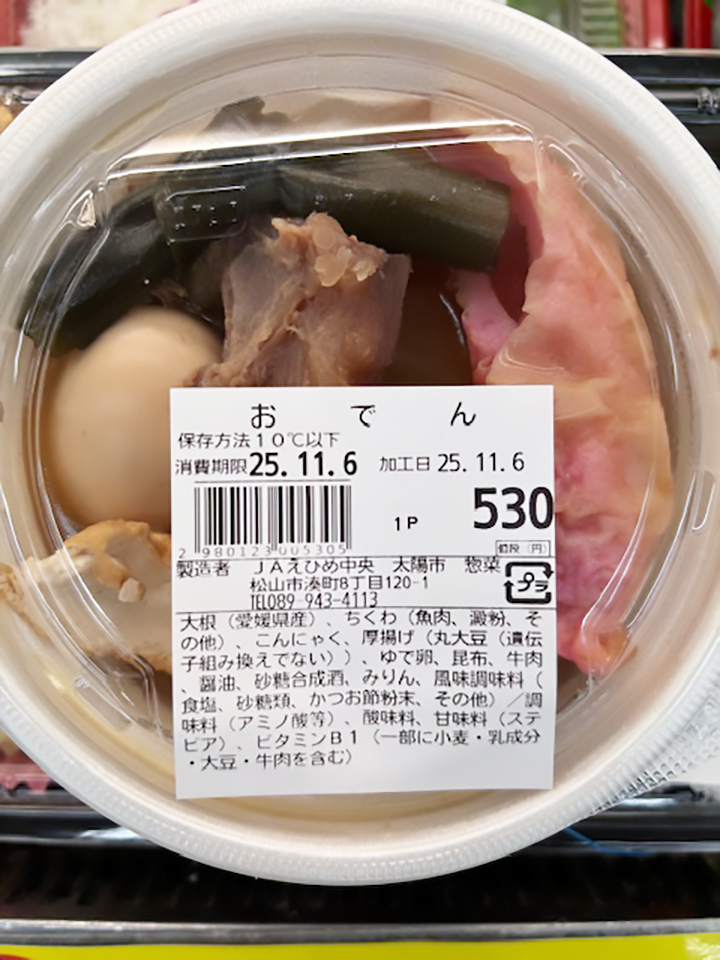 おでん
保存方法10℃以下
消費期限25.11.6 加工日25.11.6
1P 530
2 980123 005305
値段(円)
製造者 JAえひめ中央 太陽市 惣菜
松山市湊町8丁目120-1
TEL089-943-4113
プラ
大根(愛媛県産)、ちくわ(魚肉、澱粉、そ
の他)、こんにゃく、厚揚げ(丸大豆(遺伝
子組み換えでない))、ゆで卵、昆布、牛肉
、醤油、砂糖合成酒、みりん、風味調味料(
食塩、砂糖類、かつお節粉末、その他)/調
味料(アミノ酸等)、酸味料、甘味料(ステ
ビア)、ビタミンB1(一部に小麦・乳成分
・大豆・牛肉を含む)